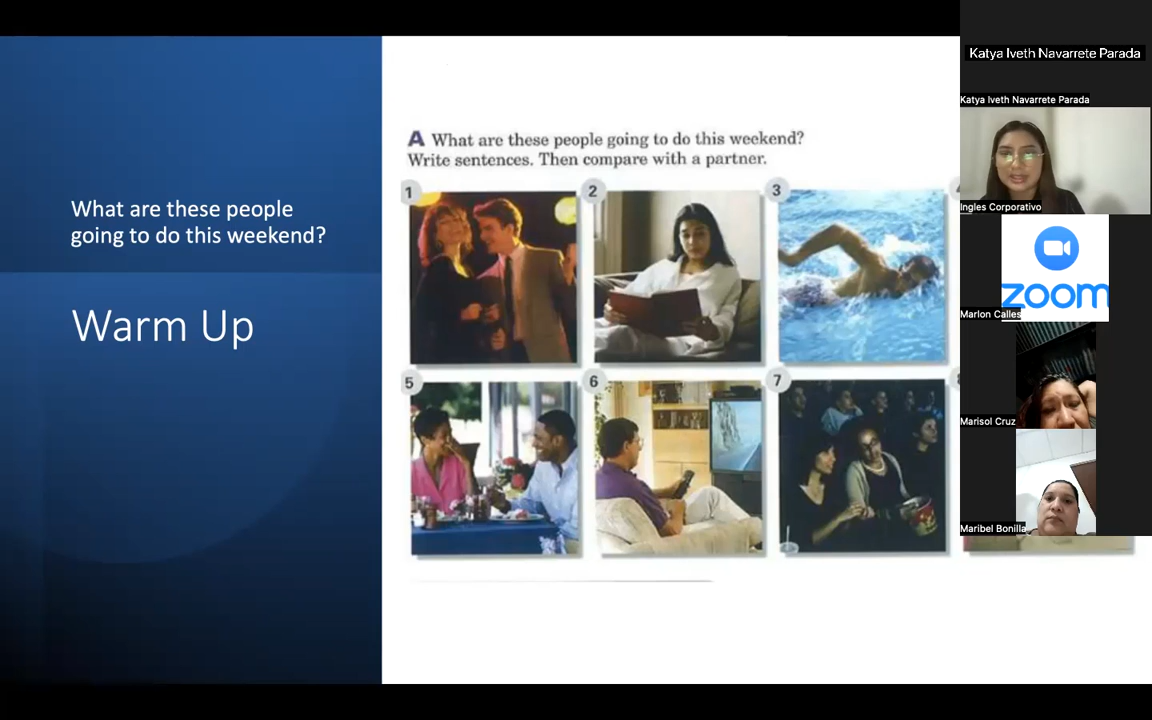 What are these people
going to do this weekend?
Warm Up
A What are these people going to do this weekend?
Write sentences. Then compare with a partner.
1
2
3
5
6
7
Katya Iveth Navarrete Parada
Katya Iveth Navarrete Parada
Ingles Corporativo
zoom
Marlon Calles
Marisol Cruz
Maribel Bonilla